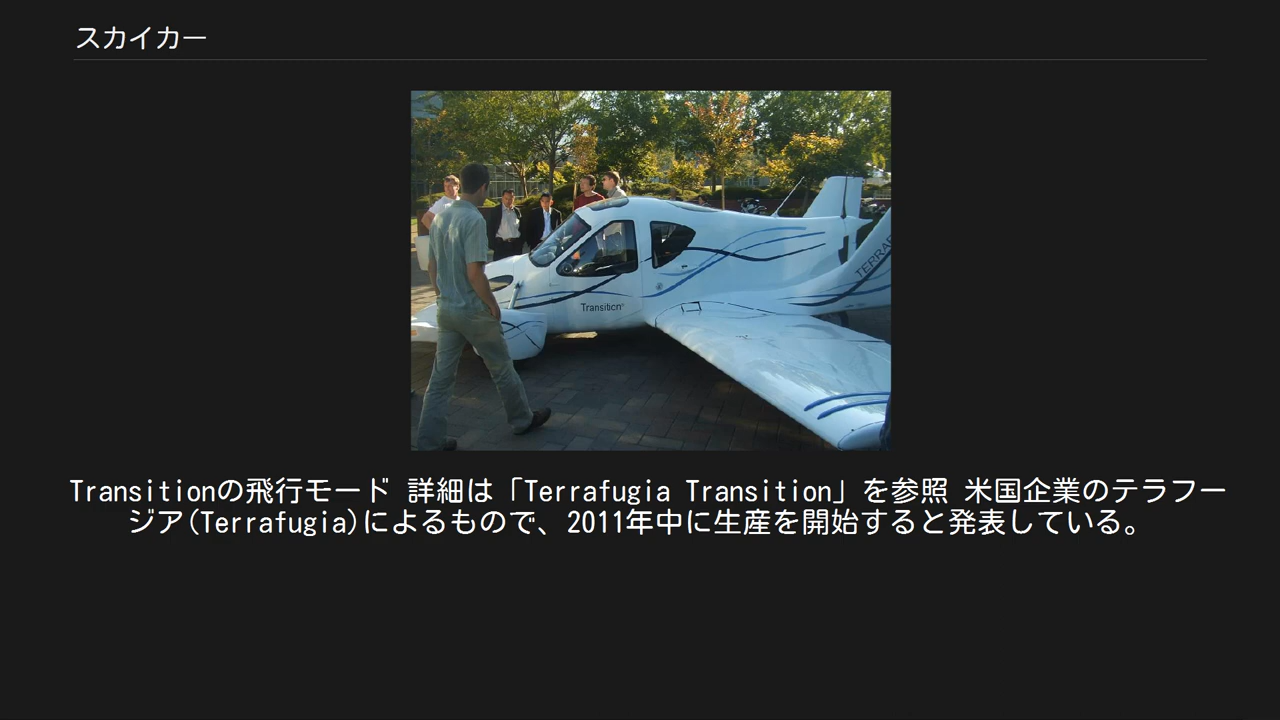 スカイカー
Transition
TERRAF
Transitionの飛行モード 詳細は「Terrafugia Transition」を参照 米国企業のテラフー
ジア(Terrafugia)によるもので、2011年中に生産を開始すると発表している。